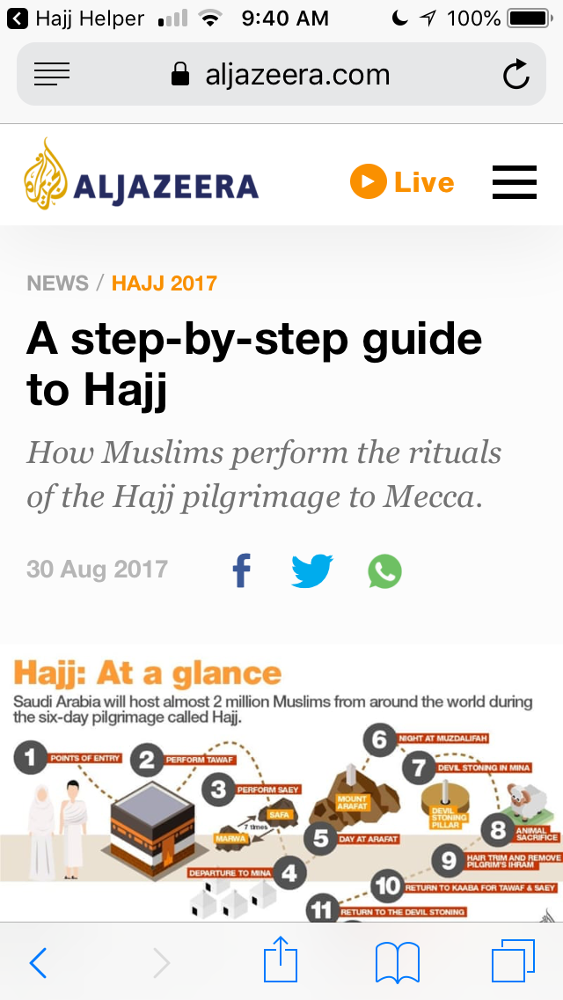 Hajj Helper 9:40 AM 100%
aljazeera.com
ALJAZEERA Live
NEWS / HAJJ 2017
A step-by-step guide
to Hajj
How Muslims perform the rituals
of the Hajj pilgrimage to Mecca.
30 Aug 2017
Hajj: At a glance
Saudi Arabia will host almost 2 million Muslims from around the world during
the six-day pilgrimage called Hajj.
1 POINTS OF ENTRY
2 PERFORM TAWAF
3 PERFORM SAEY
SAFA
7 times
MARWA
DEPARTURE TO MINA 4
MOUNT
ARAFAT
5 DAY AT ARAFAT
6 NIGHT AT MUZDALIFAH
7 DEVIL STONING IN MINA
DEVIL
STONING
PILLAR
8 ANIMAL
SACRIFICE
9 HAIR TRIM AND REMOVE
PILGRIM'S IHRAM
10 RETURN TO KAABA FOR TAWAF & SAEY
11 RETURN TO THE DEVIL STONING